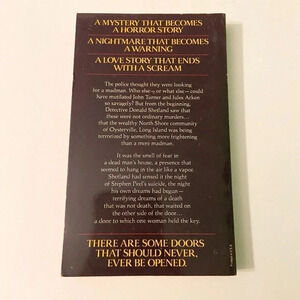 A MYSTERY THAT BECOMES
A HORROR STORY
A NIGHTMARE THAT BECOMES
A WARNING
A LOVE STORY THAT ENDS
WITH A SCREAM
The police thought they were looking
for a madman. Who else – or what else – could
have mutilated John Turner and Jules Arken
so savagely? But from the beginning,
Detective Donald Shetland saw that
these were not ordinary murders...
that the wealthy North Shore community
of Oysterville, Long Island was being
terrorized by something more frightening
than a mere madman.
It was the smell of fear in
a dead man's house, a presence that
seemed to hang in the air like a vapor.
Shetland had sensed it the night
of Stephen Peel's suicide, the night
his own dreams had begun –
terrifying dreams of a death
that was not death, that waited on
the other side of the door...
a door to which one woman held the key.
THERE ARE SOME DOORS
THAT SHOULD NEVER,
EVER BE OPENED.